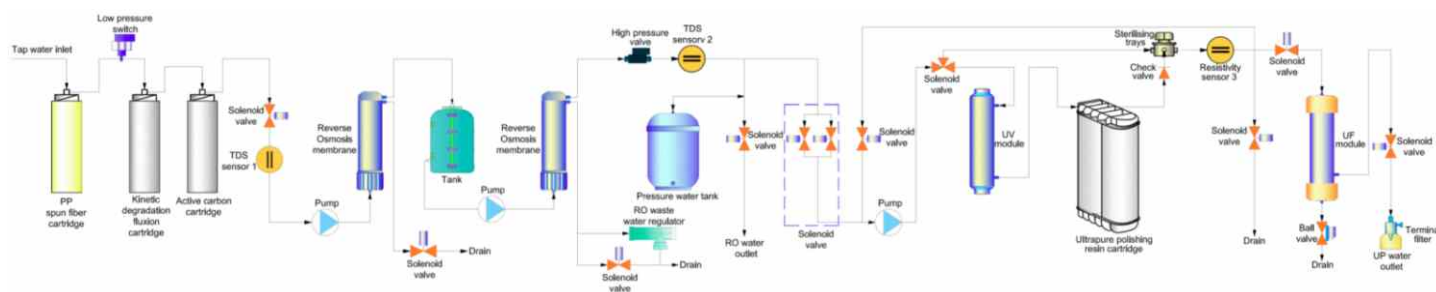 Low pressure
switch
Tap water inlet
PP
spun fiber
cartridge
Kinetic
degradation
fluxion
cartridge
Active carbon
cartridge
Solenoid
valve
TDS
sensor 1
Pump
Reverse
Osmosis
membrane
Solenoid
valve
Drain
Tank
Pump
Reverse
Osmosis
membrane
High pressure
valve
TDS
sensorv 2
Pressure water tank
RO waste
water regulator
Solenoid
valve
Drain
Solenoid
valve
RO water
outlet
Solenoid
valve
Solenoid
valve
Pump
Solenoid
valve
UV
module
Ultrapure polishing
resin cartridge
Sterilising
trays
Check
valve
Resistivity
sensor 3
Solenoid
valve
Solenoid
valve
Drain
UF
module
Ball
valve
Drain
Solenoid
valve
Termina
filter
UP water
outlet